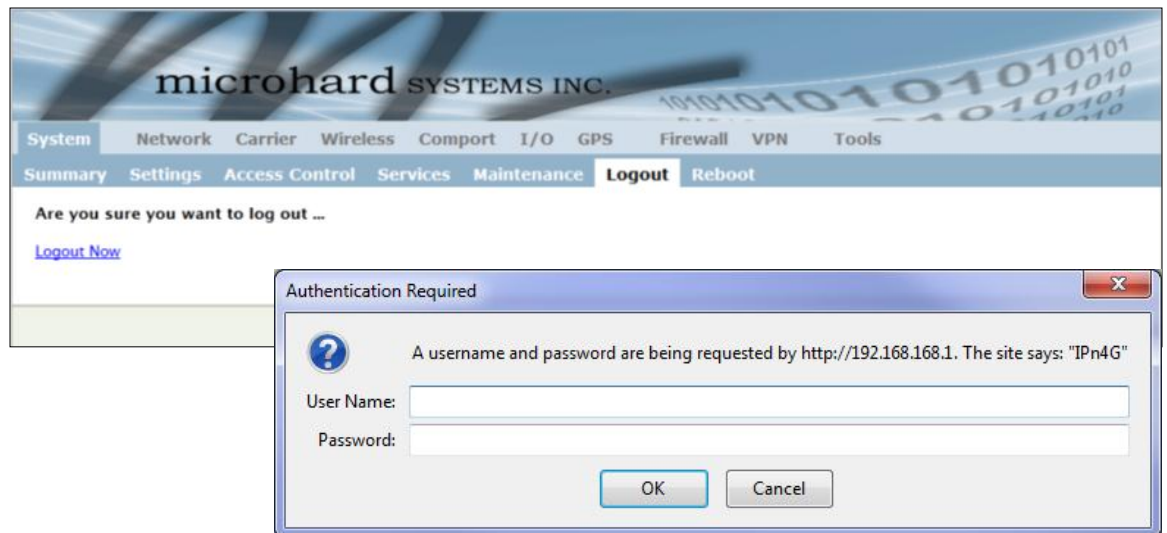 microhard SYSTEMS INC.
System Network Carrier Wireless Comport I/O GPS Firewall VPN Tools
Summary Settings Access Control Services Maintenance Logout Reboot
Are you sure you want to log out ...
Logout Now
Authentication Required
A username and password are being requested by http://192.168.168.1. The site says: "IPn4G"
User Name:
Password:
OK Cancel